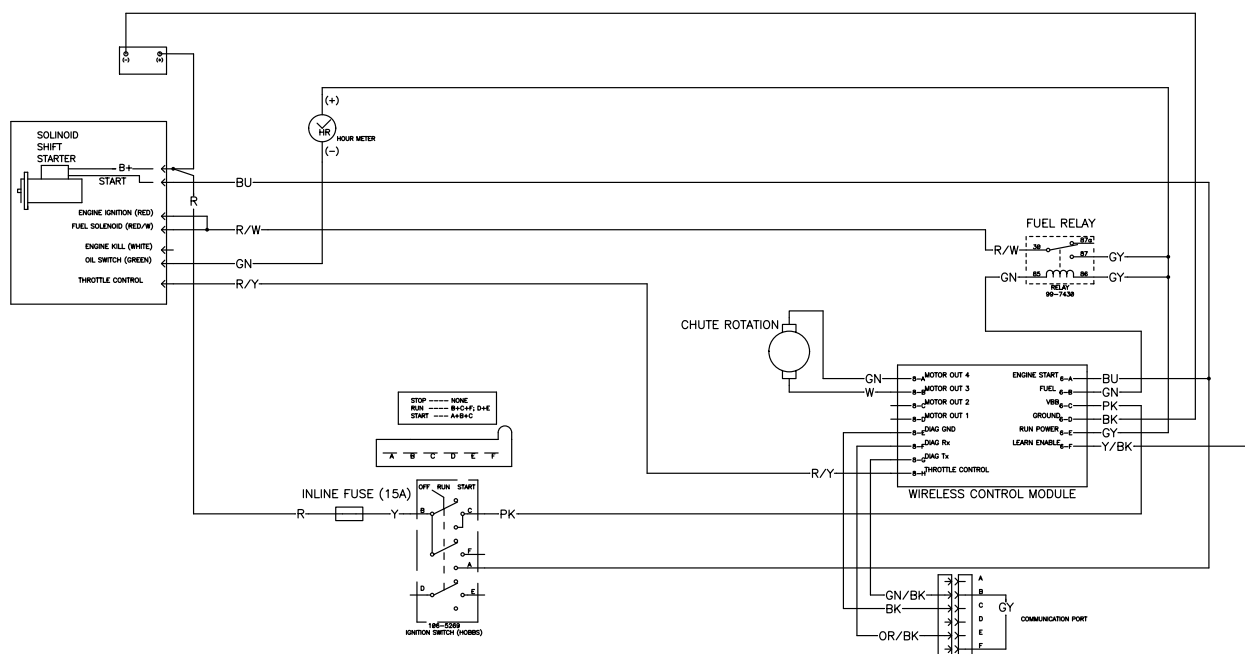 (-) (+)
(+)
HR
HOUR METER
(-)
SOLINOID
SHIFT
STARTER
B+
START
BU
R
ENGINE IGNITION (RED)
FUEL SOLENOID (RED/W)
R/W
ENGINE KILL (WHITE)
OIL SWITCH (GREEN)
GN
THROTTLE CONTROL
R/Y
FUEL RELAY
R/W 30 87a
87 GY
GN 85 86 GY
RELAY
99-7430
CHUTE ROTATION
GN 8-A MOTOR OUT 4 ENGINE START 6-A BU
W 8-B MOTOR OUT 3 FUEL 6-B GN
8-C MOTOR OUT 2 VBB 6-C PK
8-D MOTOR OUT 1 GROUND 6-D BK
8-E DIAG GND RUN POWER 6-E GY
8-F DIAG Rx LEARN ENABLE 6-F Y/BK
8-G DIAG Tx
R/Y 8-H THROTTLE CONTROL
WIRELESS CONTROL MODULE
STOP ---- NONE
RUN ---- B+C+F; D+E
START --- A+B+C
A B C D E F
OFF RUN START
INLINE FUSE (15A)
R Y B C PK
F
A
D E
106-5269
IGNITION SWITCH (HOBBS)
A
GN/BK B
BK C GY
D
OR/BK E
F
COMMUNICATION PORT